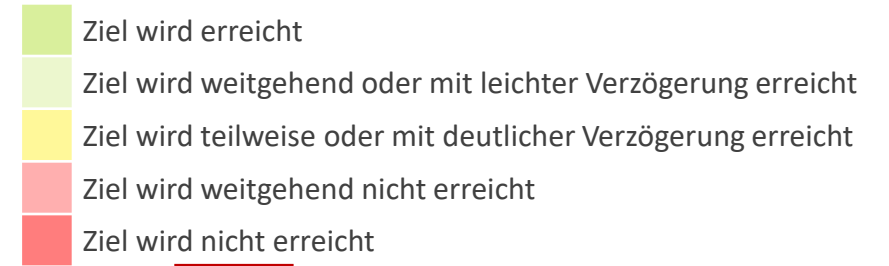 Ziel wird erreicht
Ziel wird weitgehend oder mit leichter Verzögerung erreicht
Ziel wird teilweise oder mit deutlicher Verzögerung erreicht
Ziel wird weitgehend nicht erreicht
Ziel wird nicht erreicht